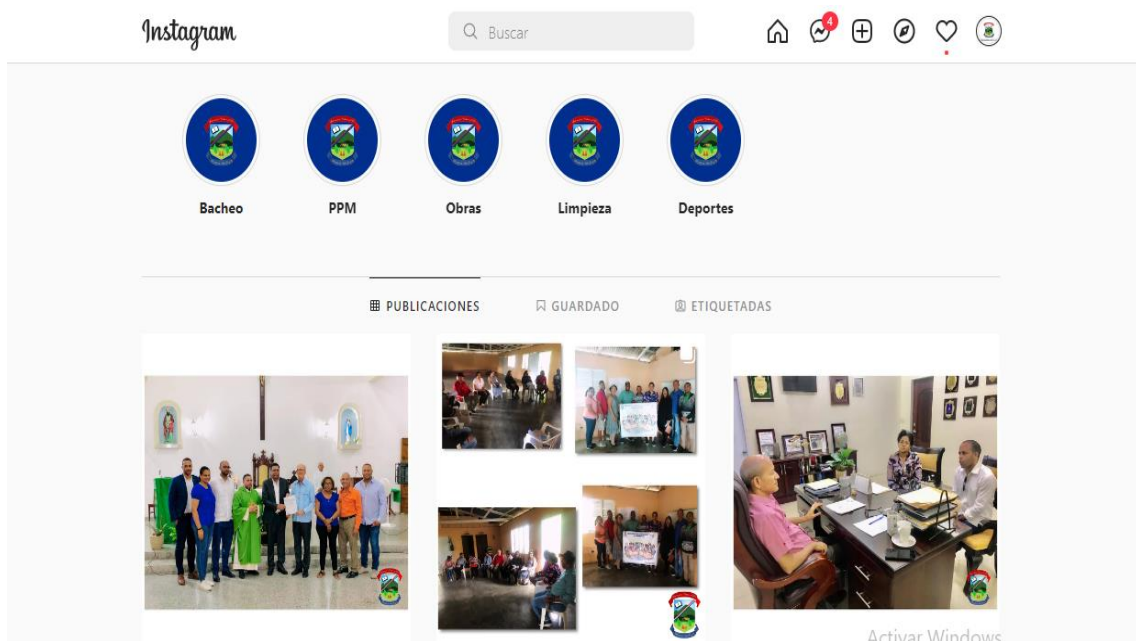 Instagram
Buscar
4
Bacheo
PPM
Obras
Limpieza
Deportes
PUBLICACIONES
GUARDADO
ETIQUETADAS
Activar Windows